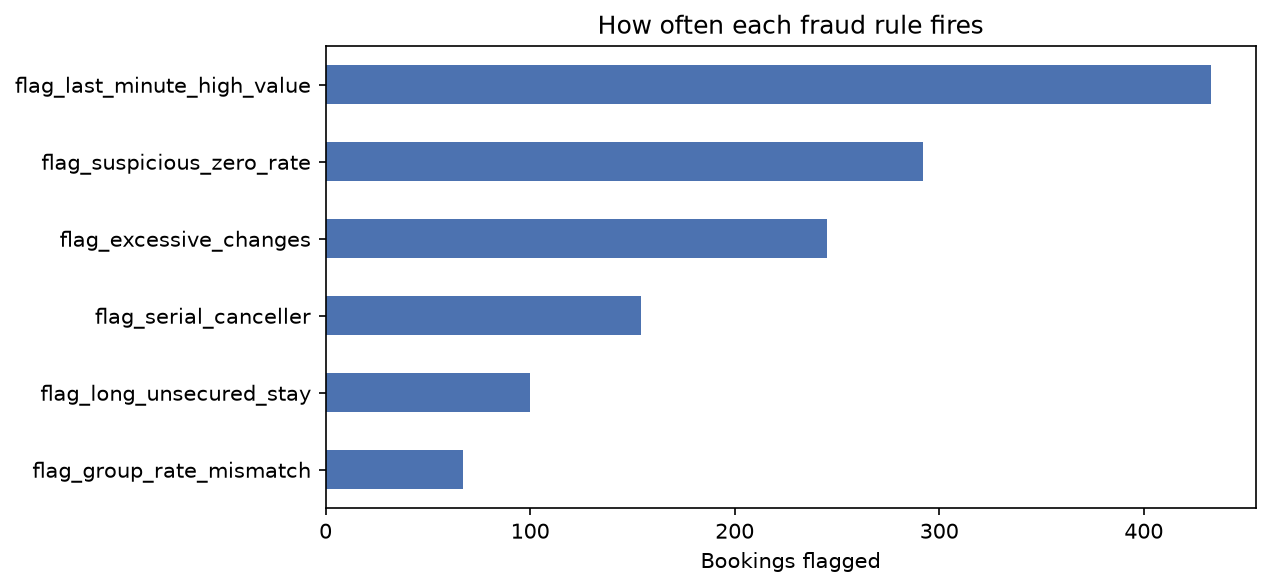 How often each fraud rule fires
flag_last_minute_high_value
flag_suspicious_zero_rate
flag_excessive_changes
flag_serial_canceller
flag_long_unsecured_stay
flag_group_rate_mismatch
0 100 200 300 400
Bookings flagged